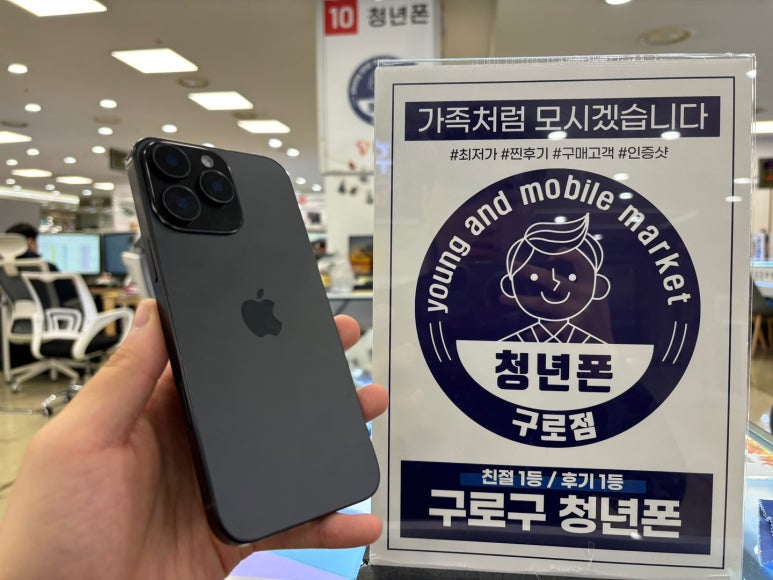 10 청년폰
가족처럼 모시겠습니다
#최저가 #찐후기 #구매고객 #인증샷
young and mobile market
청년폰
구로점
친절 1등 / 후기 1등
구로구 청년폰